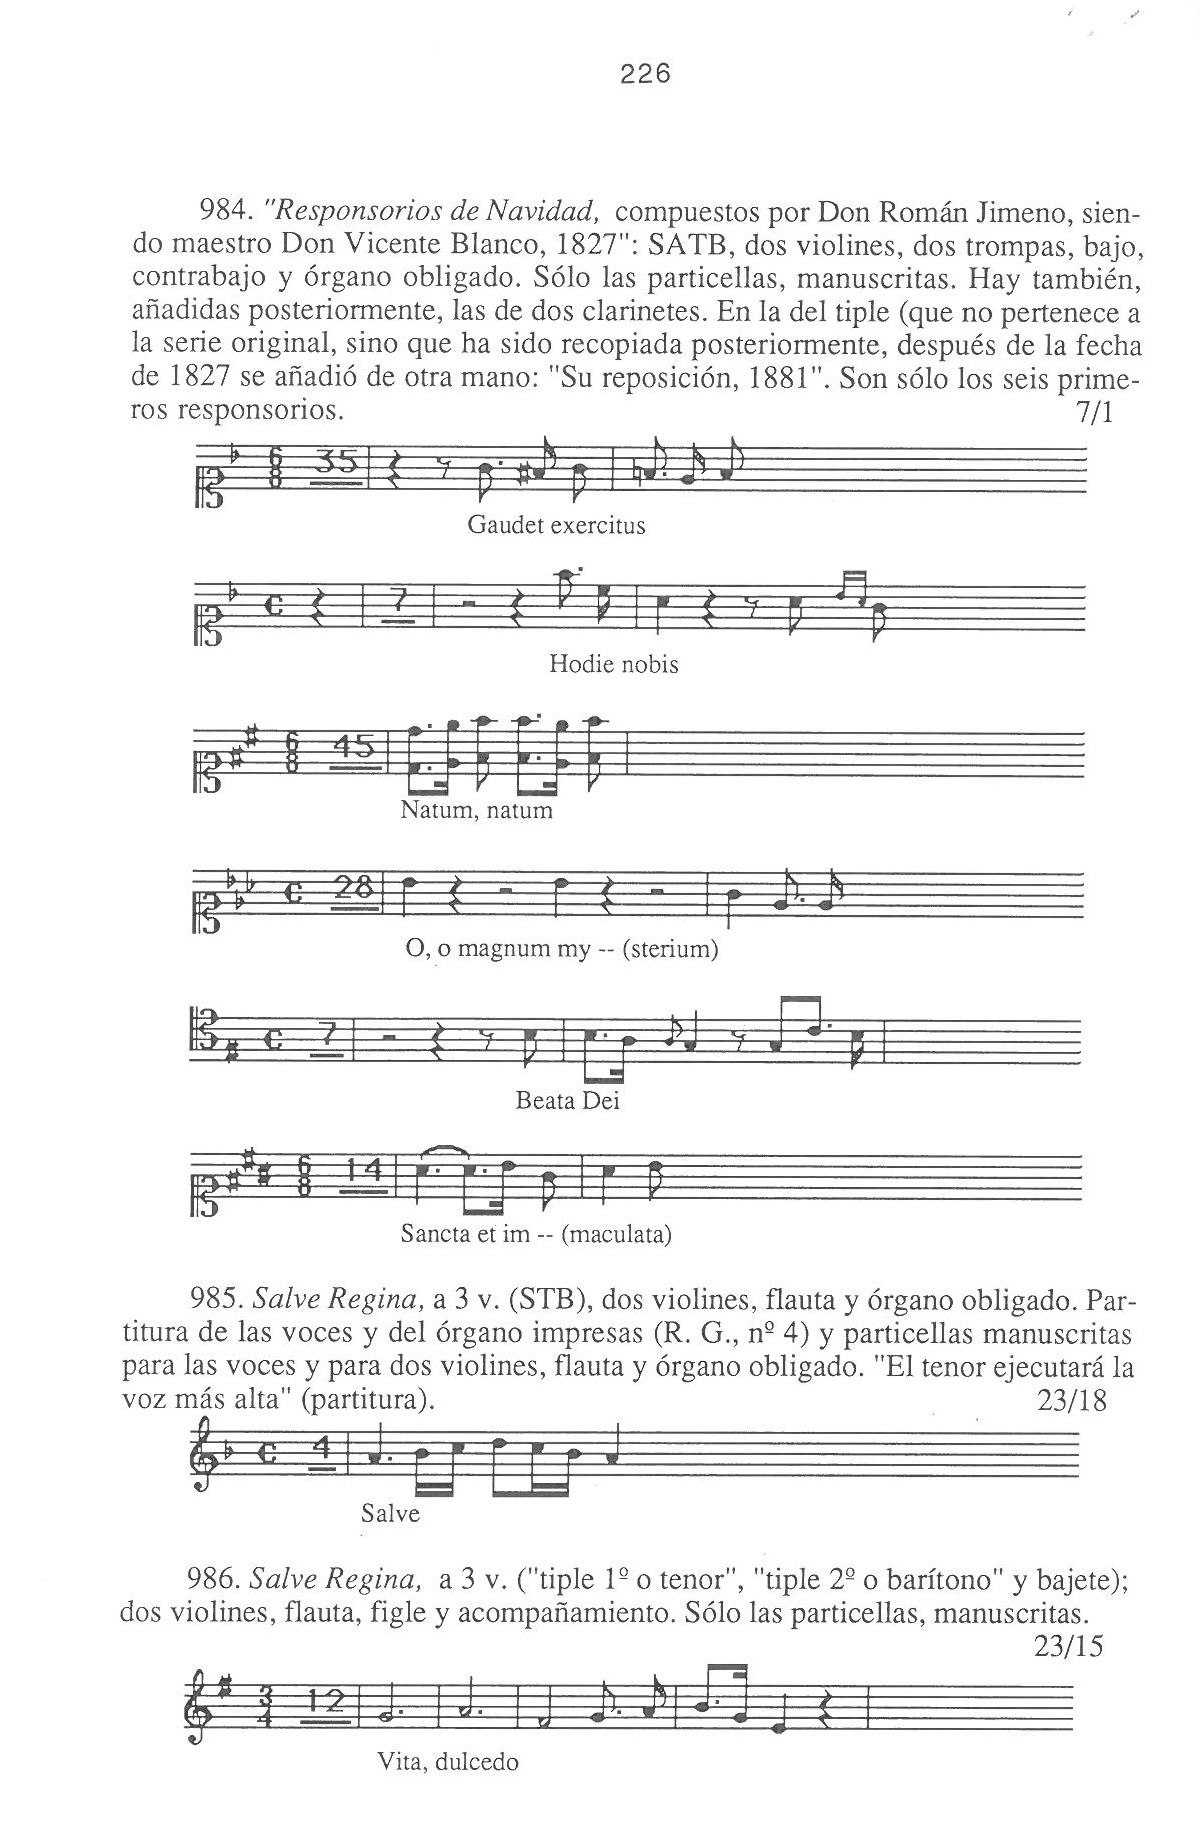 226
984. "Responsorios de Navidad, compuestos por Don Román Jimeno, sien-
do maestro Don Vicente Blanco, 1827": SATB, dos violines, dos trompas, bajo,
contrabajo y órgano obligado. Sólo las particellas, manuscritas. Hay también,
añadidas posteriormente, las de dos clarinetes. En la del tiple (que no pertenece a
la serie original, sino que ha sido recopiada posteriormente, después de la fecha
de 1827 se añadió de otra mano: "Su reposición, 1881". Son sólo los seis prime-
ros responsorios. 7/1
6 8 35
Gaudet exercitus
7
Hodie nobis
6 8 45
Natum, natum
28
O, o magnum my -- (sterium)
7
Beata Dei
6 8 14
Sancta et im -- (maculata)
985. Salve Regina, a 3 v. (STB), dos violines, flauta y órgano obligado. Par-
titura de las voces y del órgano impresas (R. G., nº 4) y particellas manuscritas
para las voces y para dos violines, flauta y órgano obligado. "El tenor ejecutará la
voz más alta" (partitura). 23/18
4
Salve
986. Salve Regina, a 3 v. ("tiple 1º o tenor", "tiple 2º o barítono" y bajete);
dos violines, flauta, figle y acompañamiento. Sólo las particellas, manuscritas.
23/15
3 4 12
Vita, dulcedo